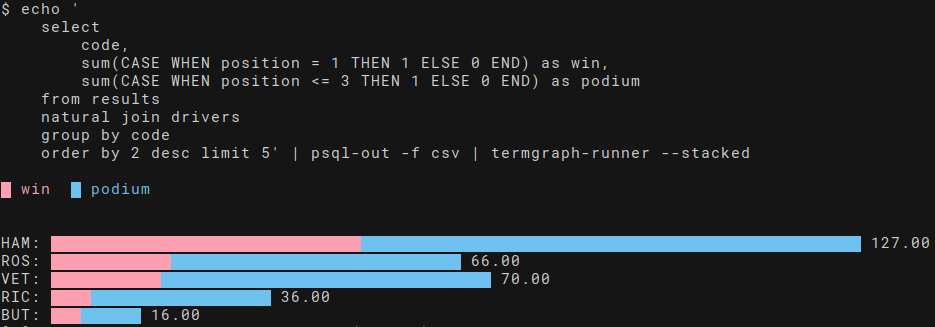 $ echo '
select
code,
sum(CASE WHEN position = 1 THEN 1 ELSE 0 END) as win,
sum(CASE WHEN position <= 3 THEN 1 ELSE 0 END) as podium
from results
natural join drivers
group by code
order by 2 desc limit 5' | psql-out -f csv | termgraph-runner --stacked
win podium
HAM: 127.00
ROS: 66.00
VET: 70.00
RIC: 36.00
BUT: 16.00